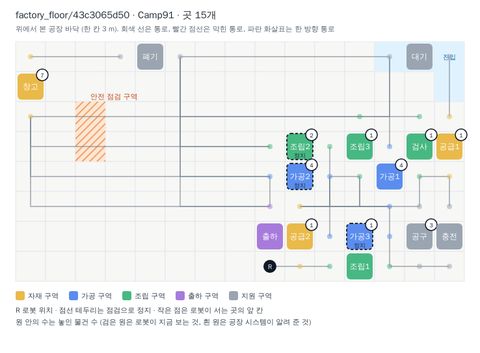 factory_floor/43c3065d50 · Camp91 · 곳 15개
위에서 본 공장 바닥 (한 칸 3 m). 회색 선은 통로, 빨간 점선은 막힌 통로, 파란 화살표는 한 방향 통로
폐기
대기
진입
창고
7
안전 점검 구역
조립2
2
정지
조립3
1
검사
1
공급1
1
가공2
4
정지
가공1
4
출하
공급2
1
가공3
1
정지
공구
3
충전
R
조립1
자재 구역
가공 구역
조립 구역
출하 구역
지원 구역
R 로봇 위치 · 점선 테두리는 점검으로 정지 · 작은 점은 로봇이 서는 곳의 앞 칸
원 안의 수는 놓인 물건 수 (검은 원은 로봇이 지금 보는 것, 흰 원은 공장 시스템이 알려 준 것)